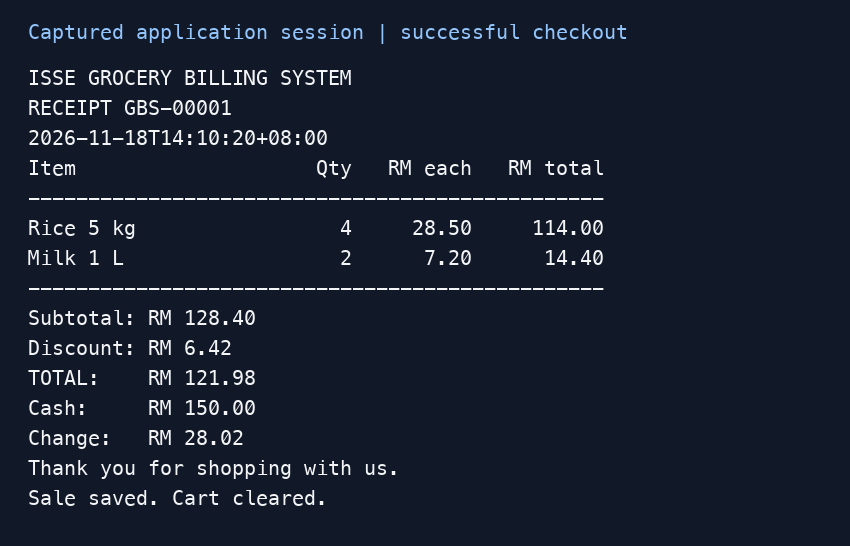 Captured application session | successful checkout
ISSE GROCERY BILLING SYSTEM
RECEIPT GBS-00001
2026-11-18T14:10:20+08:00
Item                    Qty   RM each   RM total
------------------------------------------------
Rice 5 kg                 4     28.50     114.00
Milk 1 L                  2      7.20      14.40
------------------------------------------------
Subtotal: RM 128.40
Discount: RM 6.42
TOTAL:    RM 121.98
Cash:     RM 150.00
Change:   RM 28.02
Thank you for shopping with us.
Sale saved. Cart cleared.